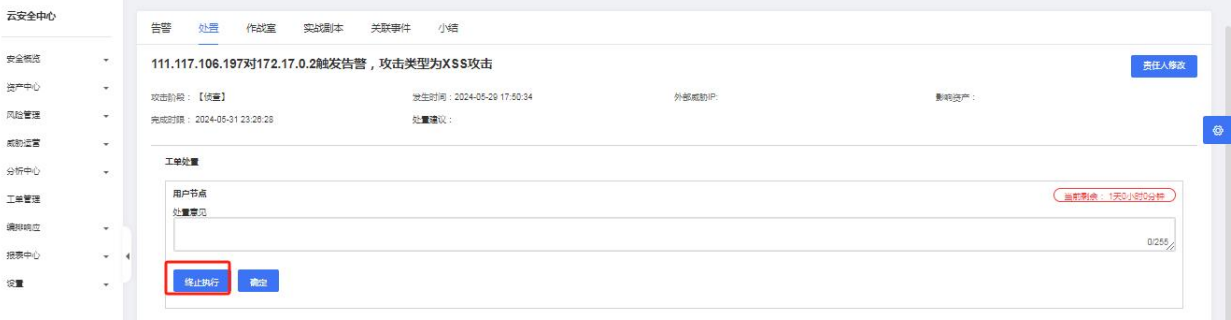 云安全中心
安全概览
资产中心
风险管理
威胁运营
分析中心
工单管理
编排响应
报表中心
设置
告警 处置 作战室 实战剧本 关联事件 小结
111.117.106.197对172.17.0.2触发告警，攻击类型为XSS攻击
责任人修改
攻击阶段：【侦查】 发生时间：2024-05-29 17:50:34 外部威胁IP: 影响资产：
完成时限：2024-05-31 23:26:28 处置建议：
工单处置
用户节点
当前剩余：1天0小时0分钟
处置意见
0/255
终止执行 确定